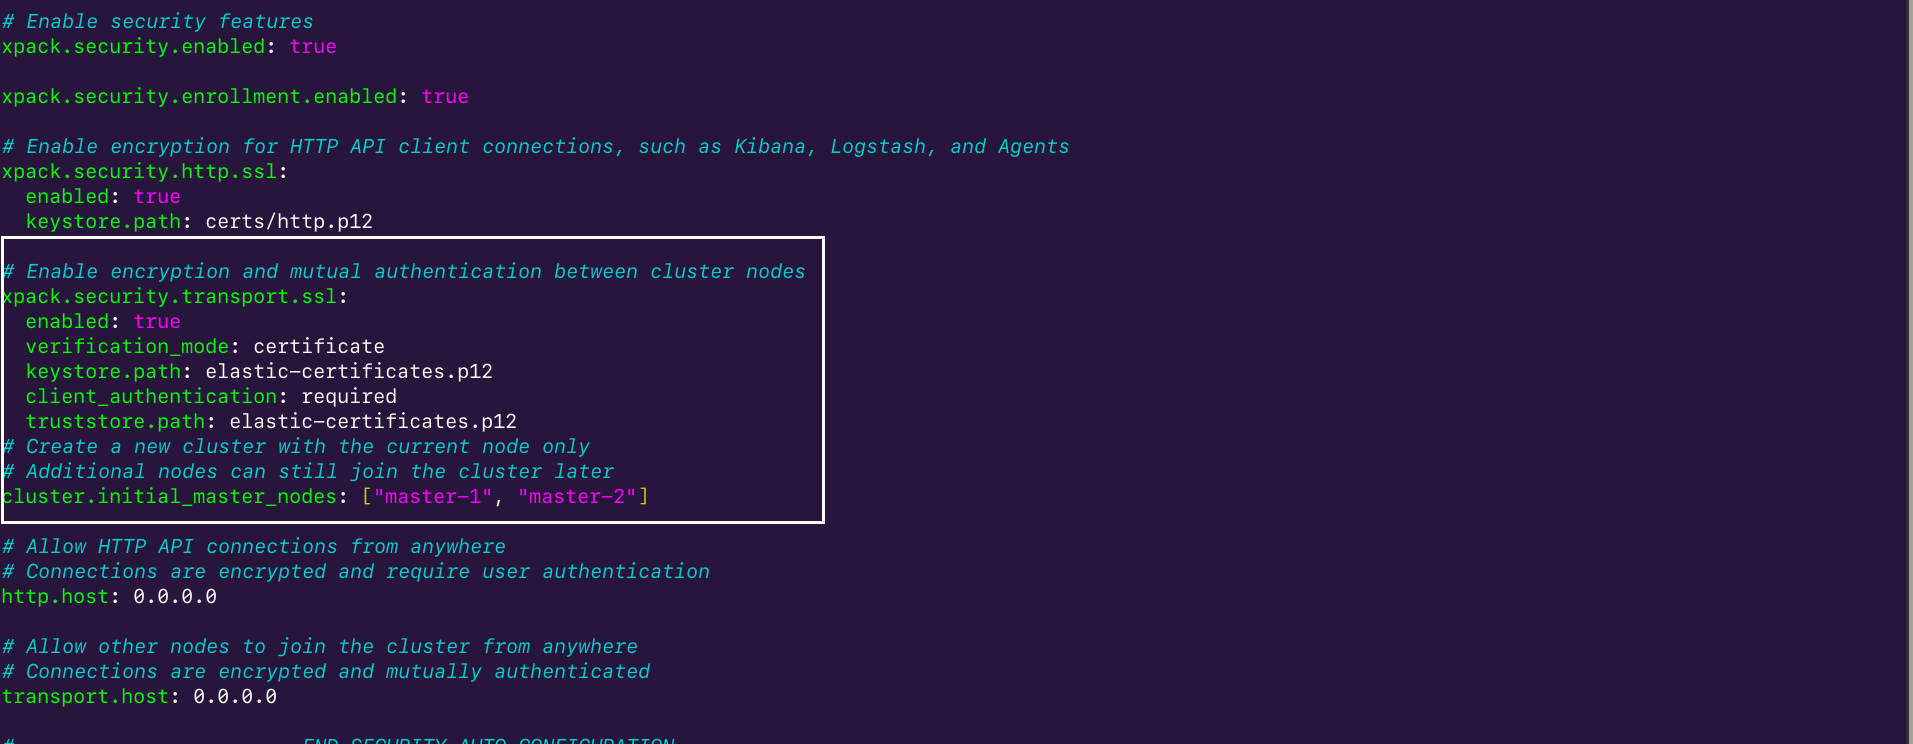 # Enable security features
xpack.security.enabled: true
xpack.security.enrollment.enabled: true
# Enable encryption for HTTP API client connections, such as Kibana, Logstash, and Agents
xpack.security.http.ssl:
  enabled: true
  keystore.path: certs/http.p12
# Enable encryption and mutual authentication between cluster nodes
xpack.security.transport.ssl:
  enabled: true
  verification_mode: certificate
  keystore.path: elastic-certificates.p12
  client_authentication: required
  truststore.path: elastic-certificates.p12
# Create a new cluster with the current node only
# Additional nodes can still join the cluster later
cluster.initial_master_nodes: ["master-1", "master-2"]
# Allow HTTP API connections from anywhere
# Connections are encrypted and require user authentication
http.host: 0.0.0.0
# Allow other nodes to join the cluster from anywhere
# Connections are encrypted and mutually authenticated
transport.host: 0.0.0.0
# END SECURITY AUTO CONFIGURATION